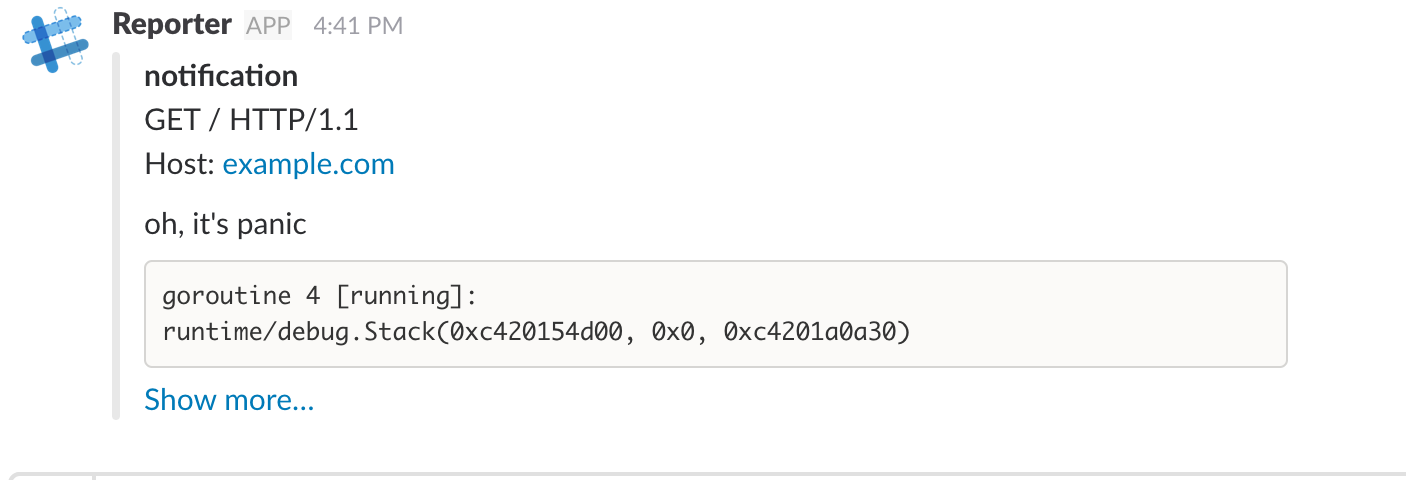 Reporter APP 4:41 PM
notification
GET / HTTP/1.1
Host: example.com
oh, it's panic
goroutine 4 [running]:
runtime/debug.Stack(0xc420154d00, 0x0, 0xc4201a0a30)
Show more...